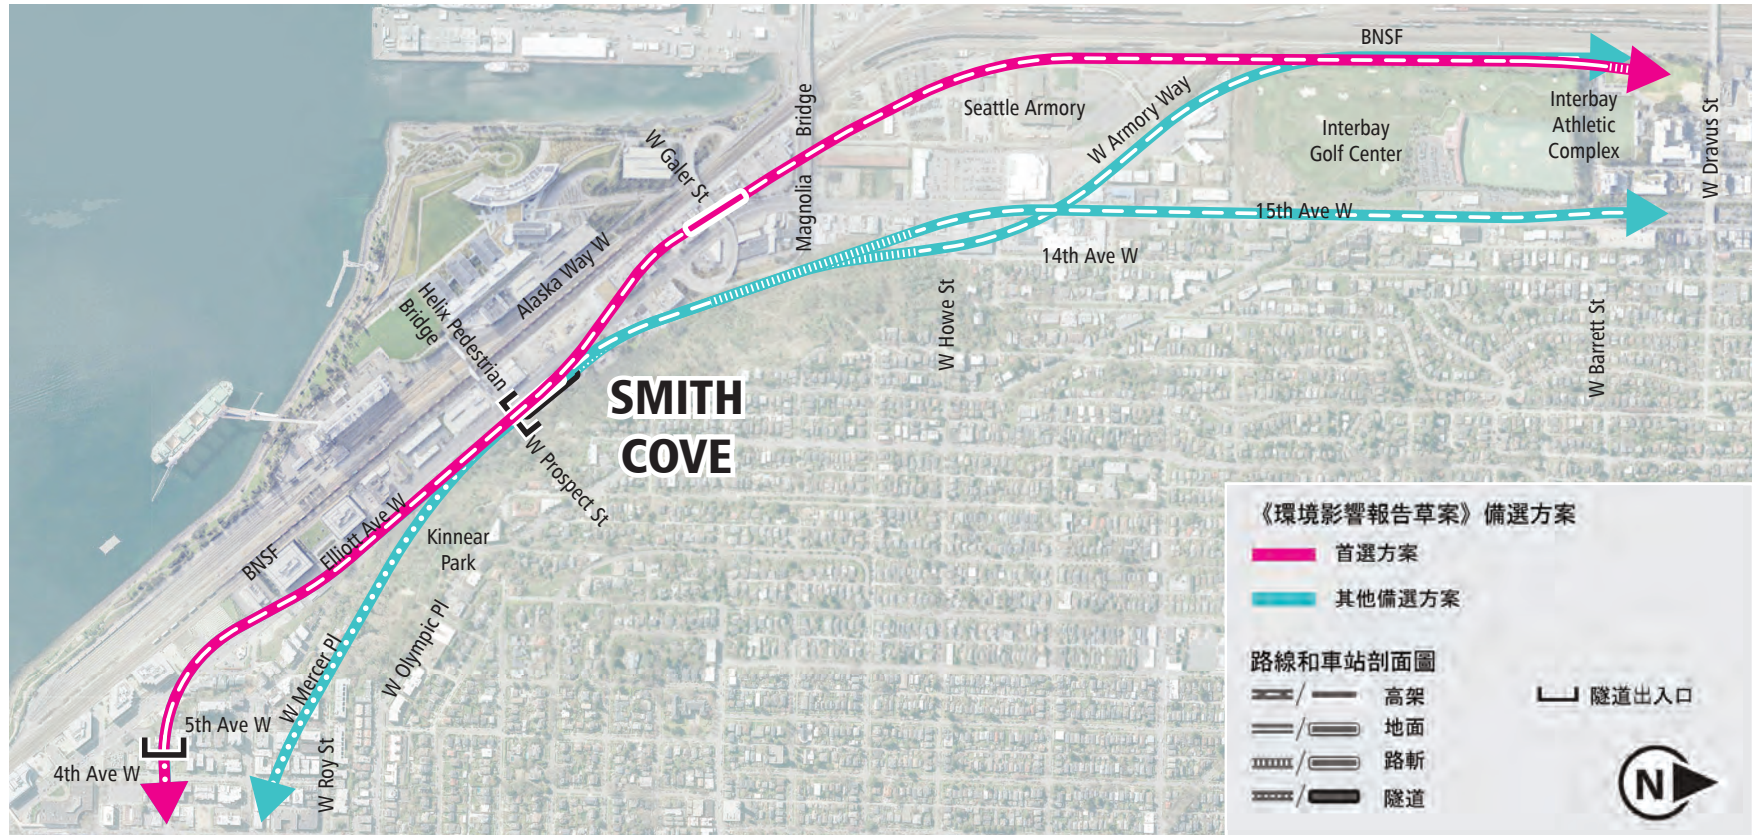 BNSF
Seattle Armory
W Armory Way
Interbay
Golf Center
Interbay
Athletic
Complex
W Dravus St
Magnolia Bridge
W Galer St
15th Ave W
14th Ave W
Alaska Way W
Helix Pedestrian
Bridge
W Howe St
W Barrett St
SMITH
COVE
W Prospect St
Elliott Ave W
BNSF
Kinnear
Park
W Mercer Pl
W Olympic Pl
5th Ave W
4th Ave W
W Roy St
《環境影響報告草案》備選方案
首選方案
其他備選方案
路線和車站剖面圖
高架
地面
路塹
隧道
隧道出入口
N